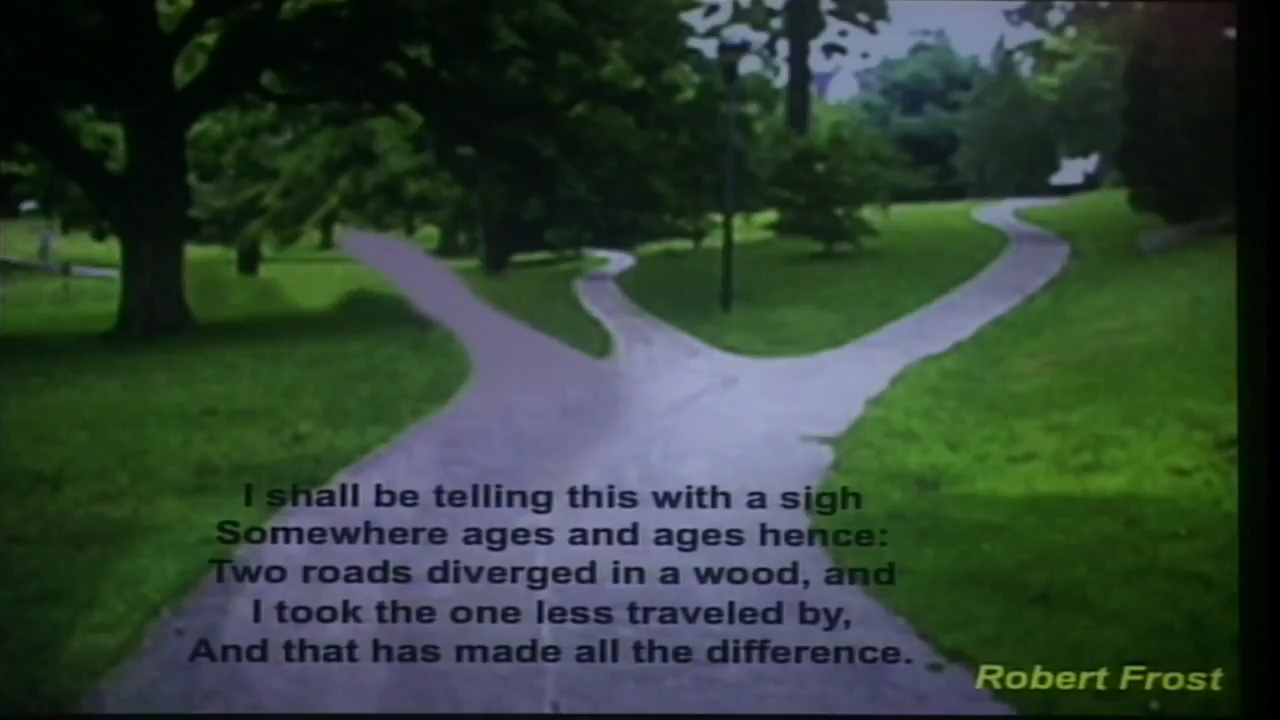 I shall be telling this with a sigh
Somewhere ages and ages hence:
Two roads diverged in a wood, and
I took the one less traveled by,
And that has made all the difference.
Robert Frost